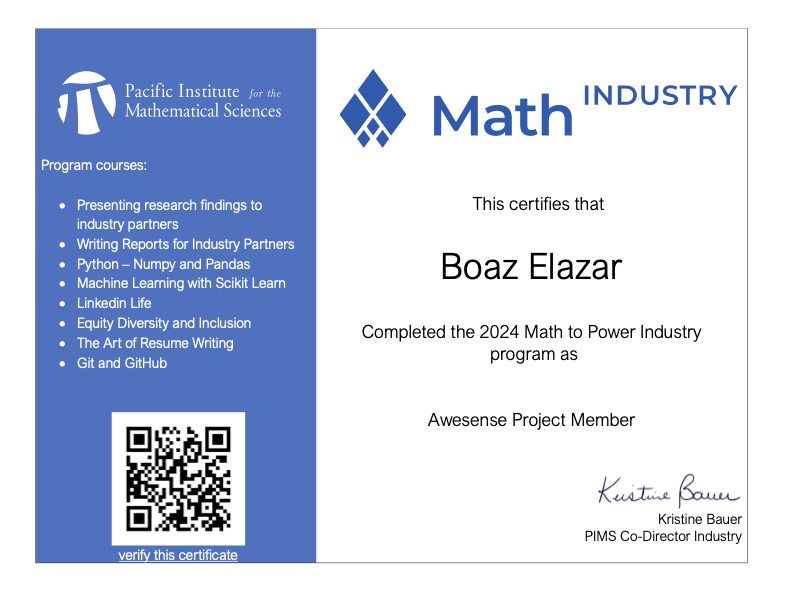 Pacific Institute for the
Mathematical Sciences
Program courses:
• Presenting research findings to
industry partners
• Writing Reports for Industry Partners
• Python – Numpy and Pandas
• Machine Learning with Scikit Learn
• Linkedin Life
• Equity Diversity and Inclusion
• The Art of Resume Writing
• Git and GitHub
verify this certificate
Math INDUSTRY
This certifies that
Boaz Elazar
Completed the 2024 Math to Power Industry
program as
Awesense Project Member
Kristine Bauer
Kristine Bauer
PIMS Co-Director Industry